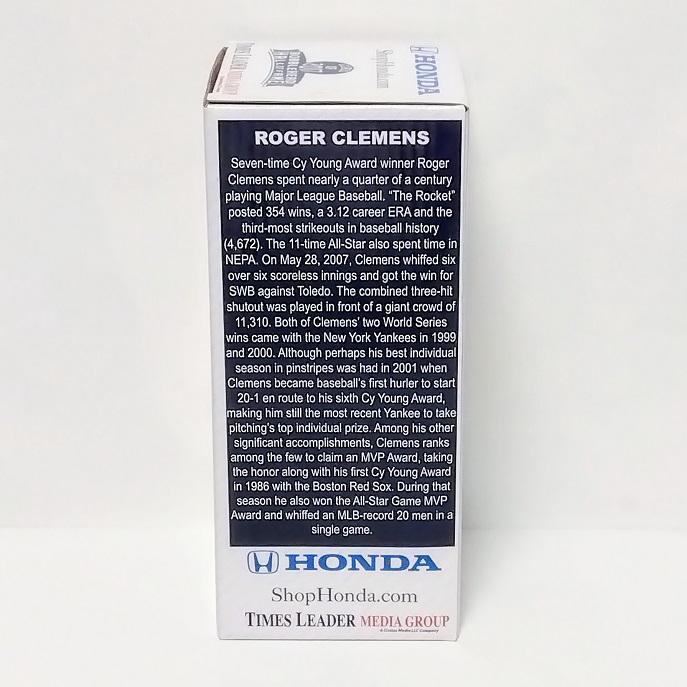 HONDA
ShopHonda.com
TIMES LEADER MEDIA GROUP
ROGER CLEMENS
Seven-time Cy Young Award winner Roger
Clemens spent nearly a quarter of a century
playing Major League Baseball. “The Rocket”
posted 354 wins, a 3.12 career ERA and the
third-most strikeouts in baseball history
(4,672). The 11-time All-Star also spent time in
NEPA. On May 28, 2007, Clemens whiffed six
over six scoreless innings and got the win for
SWB against Toledo. The combined three-hit
shutout was played in front of a giant crowd of
11,310. Both of Clemens’ two World Series
wins came with the New York Yankees in 1999
and 2000. Although perhaps his best individual
season in pinstripes was had in 2001 when
Clemens became baseball’s first hurler to start
20-1 en route to his sixth Cy Young Award,
making him still the most recent Yankee to take
pitching’s top individual prize. Among his other
significant accomplishments, Clemens ranks
among the few to claim an MVP Award, taking
the honor along with his first Cy Young Award
in 1986 with the Boston Red Sox. During that
season he also won the All-Star Game MVP
Award and whiffed an MLB-record 20 men in a
single game.
HONDA
ShopHonda.com
TIMES LEADER MEDIA GROUP